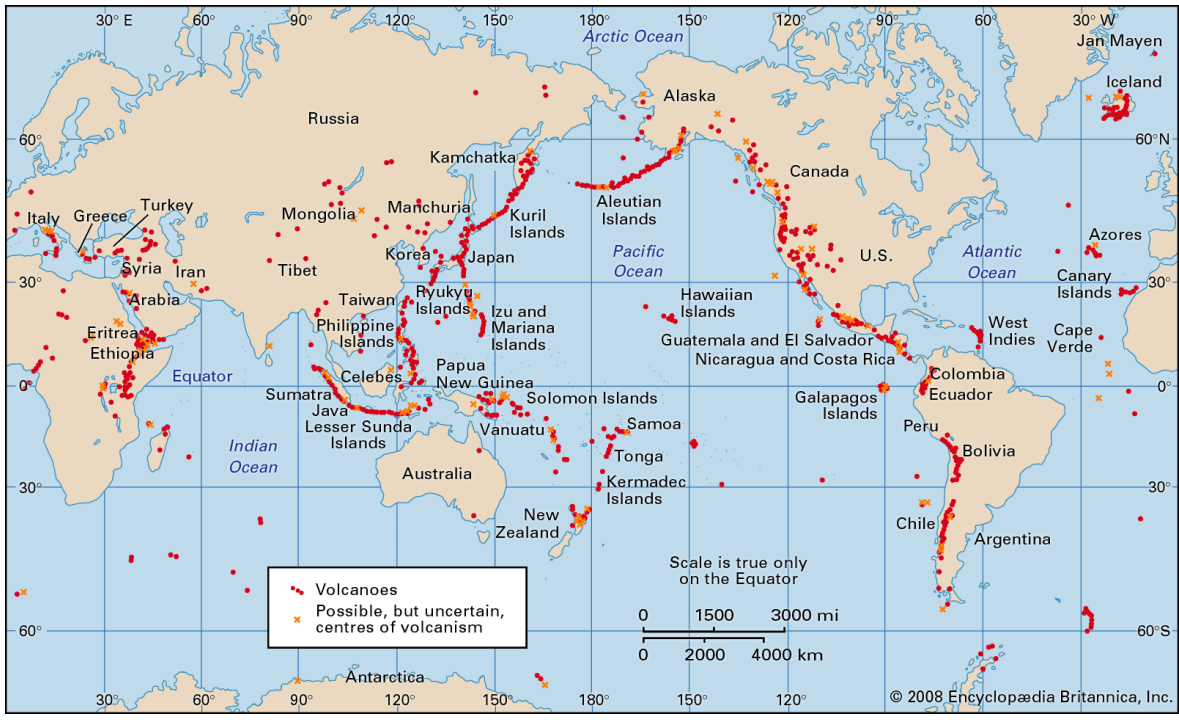 30° E
60°
90°
120°
150°
180°
150°
120°
90°
60°
30° W
Arctic Ocean
Jan Mayen
Iceland
Alaska
Russia
60°
60°N
Kamchatka
Canada
Mongolia
Manchuria
Aleutian
Islands
Kuril
Islands
Italy
Greece
Turkey
Azores
Korea
Japan
Pacific
Ocean
U.S.
Atlantic
Ocean
Syria
Iran
Tibet
30°
30°
Canary
Islands
Arabia
Taiwan
Ryukyu
Islands
Hawaiian
Islands
Izu and
Mariana
Islands
Philippine
Islands
West
Indies
Cape
Verde
Eritrea
Ethiopia
Guatemala and El Salvador
Nicaragua and Costa Rica
Equator
Celebes
Papua
New Guinea
Colombia
Ecuador
0°
0°
Sumatra
Java
Lesser Sunda
Islands
Solomon Islands
Galapagos
Islands
Vanuatu
Samoa
Peru
Indian
Ocean
Tonga
Bolivia
Australia
Kermadec
Islands
30°
30°
New
Zealand
Chile
Argentina
Scale is true only
on the Equator
Volcanoes
Possible, but uncertain,
centres of volcanism
0 1500 3000 mi
0 2000 4000 km
60°
60°S
Antarctica
© 2008 Encyclopædia Britannica, Inc.
30°
60°
90°
120°
150°
180°
150°
120°
90°
60°
30°